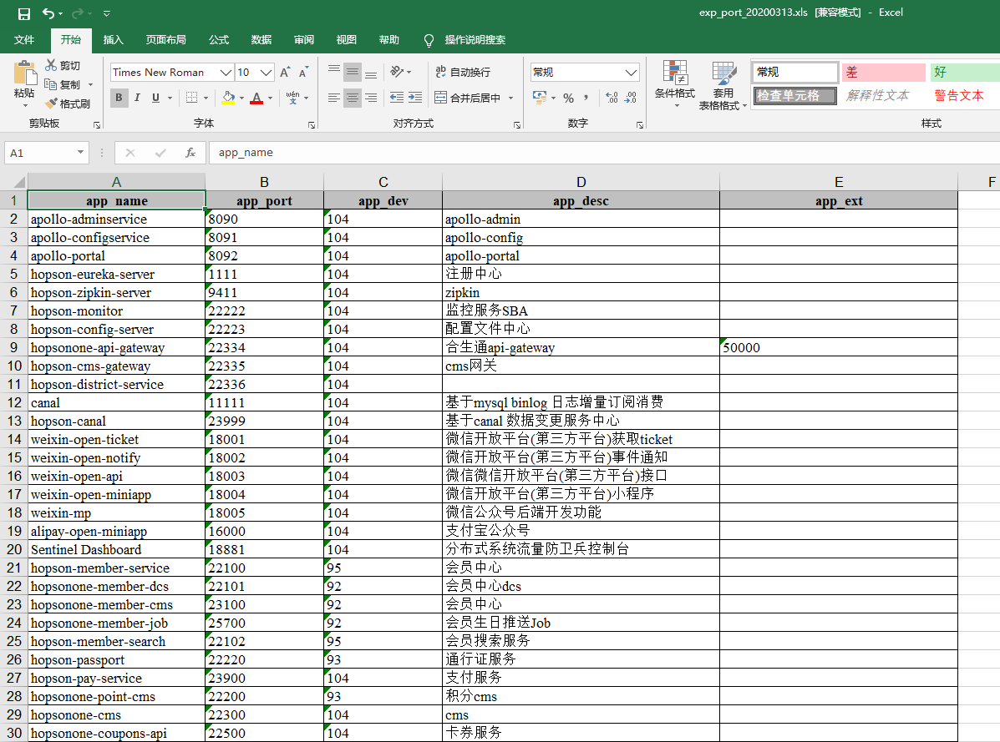 exp_port_20200313.xls [兼容模式] - Excel
文件 开始 插入 页面布局 公式 数据 审阅 视图 帮助 操作说明搜索
剪切
复制
格式刷
粘贴
剪贴板
Times New Roman 10
B I U
字体
自动换行
合并后居中
对齐方式
常规
数字
条件格式
套用
表格格式
常规 差 好
检查单元格 解释性文本 警告文本
样式
A1 fx app_name
A B C D E F
1 app_name app_port app_dev app_desc app_ext
2 apollo-adminservice 8090 104 apollo-admin
3 apollo-configservice 8091 104 apollo-config
4 apollo-portal 8092 104 apollo-portal
5 hopson-eureka-server 1111 104 注册中心
6 hopson-zipkin-server 9411 104 zipkin
7 hopson-monitor 22222 104 监控服务SBA
8 hopson-config-server 22223 104 配置文件中心
9 hopsonone-api-gateway 22334 104 合生通api-gateway 50000
10 hopson-cms-gateway 22335 104 cms网关
11 hopson-district-service 22336 104
12 canal 11111 104 基于mysql binlog 日志增量订阅消费
13 hopson-canal 23999 104 基于canal 数据变更服务中心
14 weixin-open-ticket 18001 104 微信开放平台(第三方平台)获取ticket
15 weixin-open-notify 18002 104 微信开放平台(第三方平台)事件通知
16 weixin-open-api 18003 104 微信微信开放平台(第三方平台)接口
17 weixin-open-miniapp 18004 104 微信开放平台(第三方平台)小程序
18 weixin-mp 18005 104 微信公众号后端开发功能
19 alipay-open-miniapp 16000 104 支付宝公众号
20 Sentinel Dashboard 18881 104 分布式系统流量防卫兵控制台
21 hopson-member-service 22100 95 会员中心
22 hopsonone-member-dcs 22101 92 会员中心dcs
23 hopsonone-member-cms 23100 92 会员中心
24 hopsonone-member-job 25700 92 会员生日推送Job
25 hopson-member-search 22102 95 会员搜索服务
26 hopson-passport 22220 93 通行证服务
27 hopson-pay-service 23900 104 支付服务
28 hopsonone-point-cms 22200 93 积分cms
29 hopsonone-cms 22300 104 cms
30 hopsonone-coupons-api 22500 104 卡券服务